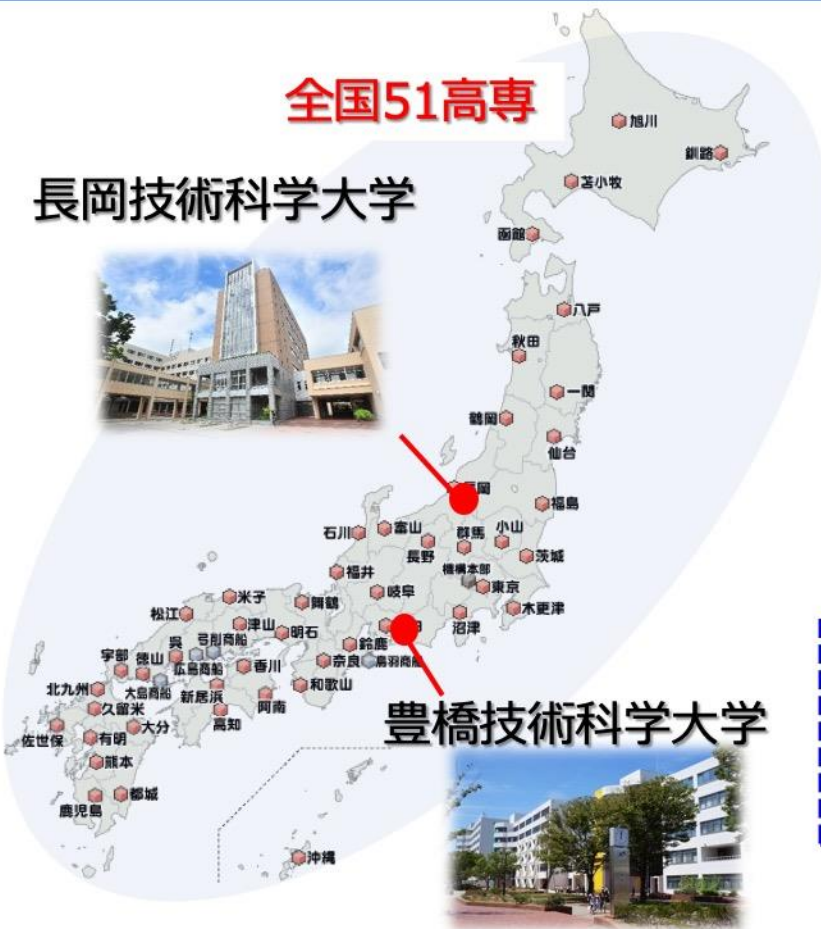 全国51高専
長岡技術科学大学
旭川
釧路
苫小牧
函館
八戸
秋田
一関
鶴岡
仙台
岡
福島
石川
富山
群馬
小山
長野
茨城
福井
機構本部
岐阜
東京
木更津
米子
舞鶴
松江
津山
明石
沼津
鈴鹿
呉
弓削商船
宇部
徳山
広島商船
香川
奈良
鳥羽商船
北九州
大島商船
新居浜
和歌山
久留米
高知
阿南
大分
佐世保
有明
熊本
鹿児島
都城
沖縄
豊橋技術科学大学